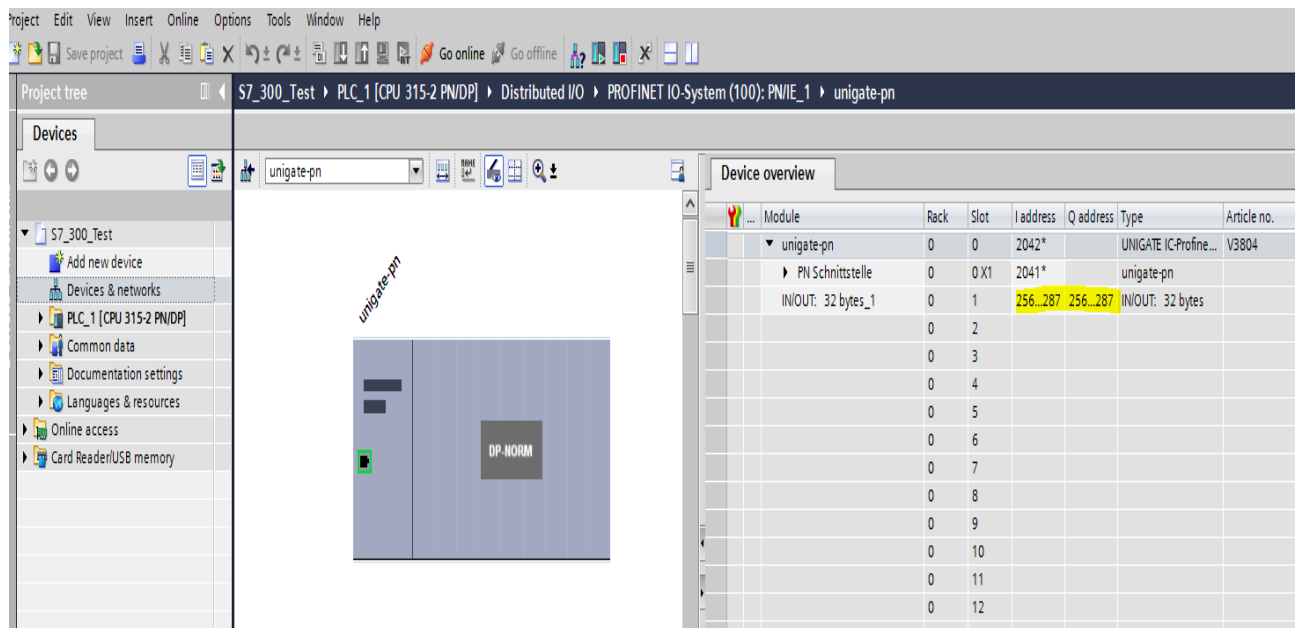 Project Edit View Insert Online Options Tools Window Help
Save project Go online Go offline
Project tree
S7_300_Test PLC_1 [CPU 315-2 PN/DP] Distributed I/O PROFINET IO-System (100): PN/IE_1 unigate-pn
Devices
unigate-pn
Device overview
... Module Rack Slot I address Q address Type Article no.
S7_300_Test
Add new device
Devices & networks
PLC_1 [CPU 315-2 PN/DP]
Common data
Documentation settings
Languages & resources
Online access
Card Reader/USB memory
unigate-pn
DP-NORM
unigate-pn 0 0 2042* UNIGATE IC-Profine... V3804
PN Schnittstelle 0 0 X1 2041* unigate-pn
IN/OUT: 32 bytes_1 0 1 256...287 256...287 IN/OUT: 32 bytes
0 2
0 3
0 4
0 5
0 6
0 7
0 8
0 9
0 10
0 11
0 12